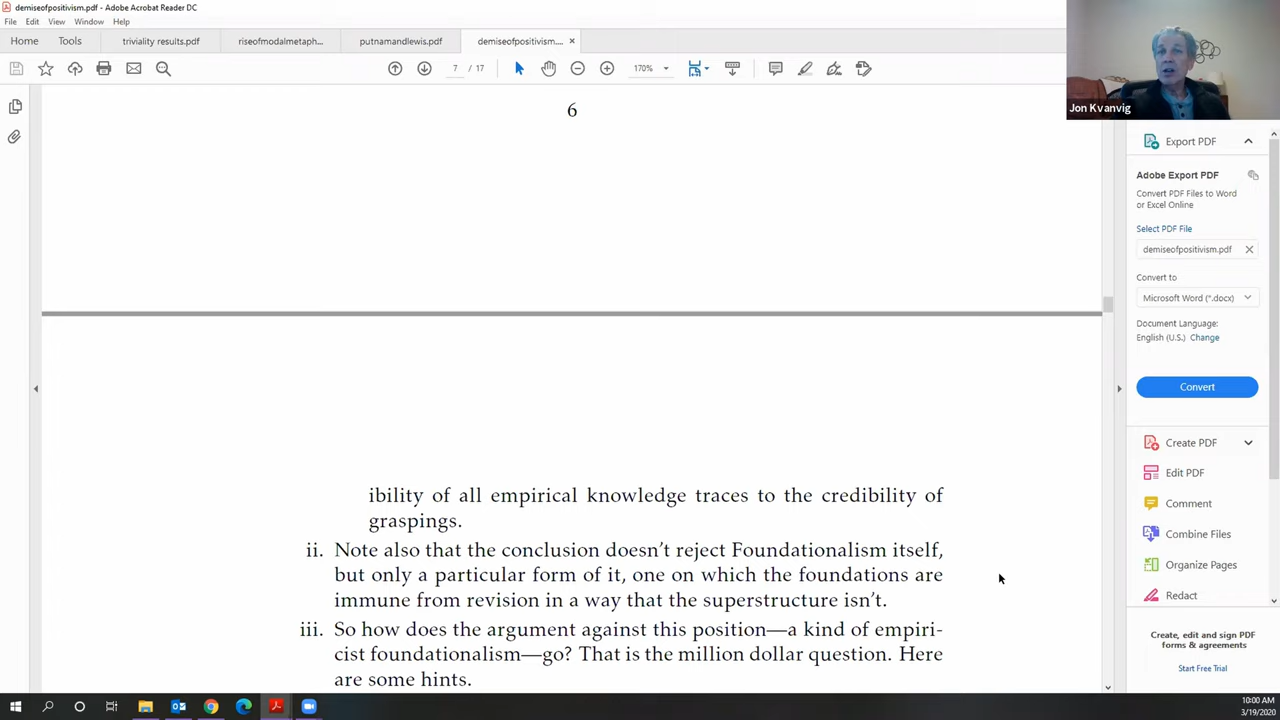 demiseofpositivism.pdf - Adobe Acrobat Reader DC
File Edit View Window Help
Home Tools triviality results.pdf riseofmodalmetaph... putnamandlewis.pdf demiseofpositivism....
7 / 17 170%
Jon Kvanvig
6
ibility of all empirical knowledge traces to the credibility of
graspings.
ii. Note also that the conclusion doesn't reject Foundationalism itself,
but only a particular form of it, one on which the foundations are
immune from revision in a way that the superstructure isn't.
iii. So how does the argument against this position—a kind of empiri-
cist foundationalism—go? That is the million dollar question. Here
are some hints.
Export PDF
Adobe Export PDF
Convert PDF Files to Word
or Excel Online
Select PDF File
demiseofpositivism.pdf
Convert to
Microsoft Word (*.docx)
Document Language:
English (U.S.) Change
Convert
Create PDF
Edit PDF
Comment
Combine Files
Organize Pages
Redact
Create, edit and sign PDF
forms & agreements
Start Free Trial
10:00 AM
3/19/2020